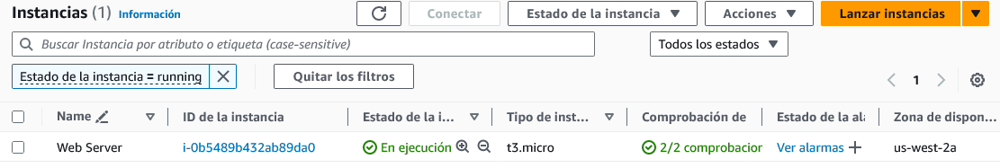 Instancias (1) Información Conectar Estado de la instancia Acciones Lanzar instancias
Buscar Instancia por atributo o etiqueta (case-sensitive) Todos los estados
Estado de la instancia = running Quitar los filtros 1
Name ID de la instancia Estado de la i... Tipo de inst... Comprobación de Estado de la ala Zona de dispon...
Web Server i-0b5489b432ab89da0 En ejecución t3.micro 2/2 comprobacior Ver alarmas us-west-2a